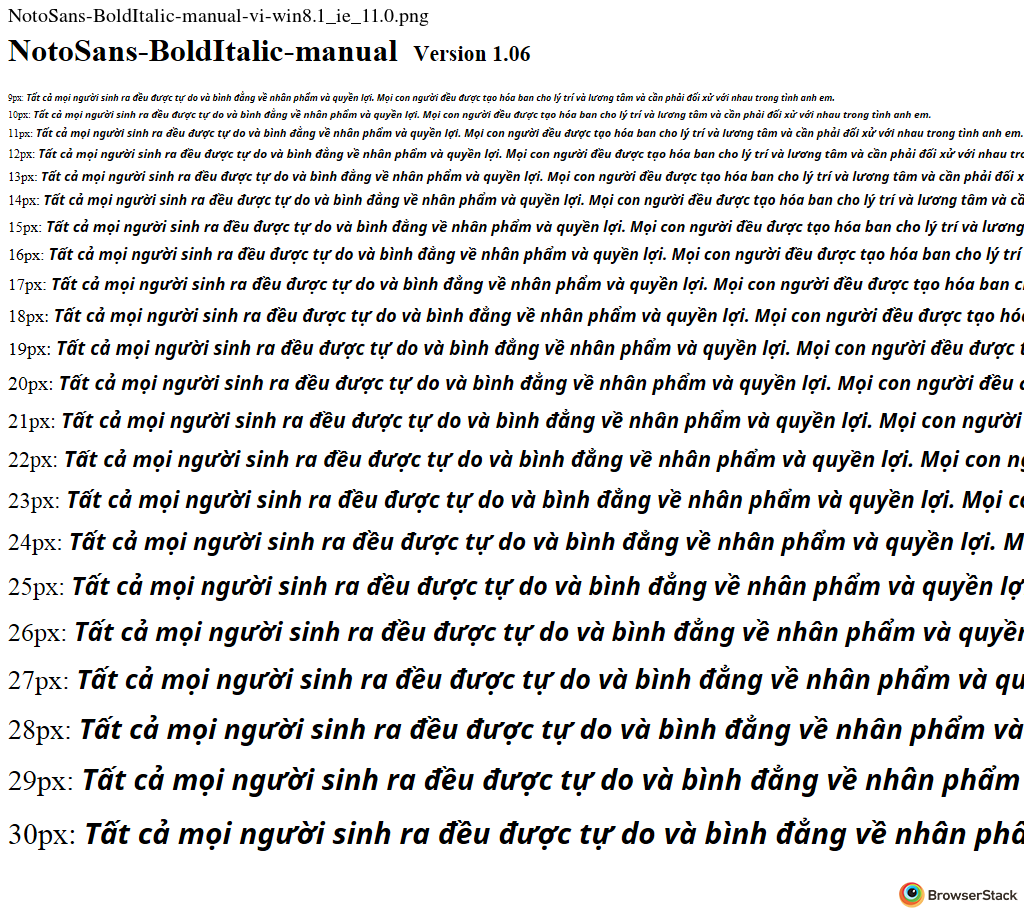 NotoSans-BoldItalic-manual-vi-win8.1_ie_11.0.png
NotoSans-BoldItalic-manual Version 1.06
9px: Tất cả mọi người sinh ra đều được tự do và bình đẳng về nhân phẩm và quyền lợi. Mọi con người đều được tạo hóa ban cho lý trí và lương tâm và cần phải đối xử với nhau trong tình anh em.
10px: Tất cả mọi người sinh ra đều được tự do và bình đẳng về nhân phẩm và quyền lợi. Mọi con người đều được tạo hóa ban cho lý trí và lương tâm và cần phải đối xử với nhau trong tình anh em.
11px: Tất cả mọi người sinh ra đều được tự do và bình đẳng về nhân phẩm và quyền lợi. Mọi con người đều được tạo hóa ban cho lý trí và lương tâm và cần phải đối xử với nhau trong tình anh em.
12px: Tất cả mọi người sinh ra đều được tự do và bình đẳng về nhân phẩm và quyền lợi. Mọi con người đều được tạo hóa ban cho lý trí và lương tâm và cần phải đối xử với nhau tro
13px: Tất cả mọi người sinh ra đều được tự do và bình đẳng về nhân phẩm và quyền lợi. Mọi con người đều được tạo hóa ban cho lý trí và lương tâm và cần phải đối x
14px: Tất cả mọi người sinh ra đều được tự do và bình đẳng về nhân phẩm và quyền lợi. Mọi con người đều được tạo hóa ban cho lý trí và lương tâm và cầ
15px: Tất cả mọi người sinh ra đều được tự do và bình đẳng về nhân phẩm và quyền lợi. Mọi con người đều được tạo hóa ban cho lý trí và lương
16px: Tất cả mọi người sinh ra đều được tự do và bình đẳng về nhân phẩm và quyền lợi. Mọi con người đều được tạo hóa ban cho lý trí
17px: Tất cả mọi người sinh ra đều được tự do và bình đẳng về nhân phẩm và quyền lợi. Mọi con người đều được tạo hóa ban c
18px: Tất cả mọi người sinh ra đều được tự do và bình đẳng về nhân phẩm và quyền lợi. Mọi con người đều được tạo hó
19px: Tất cả mọi người sinh ra đều được tự do và bình đẳng về nhân phẩm và quyền lợi. Mọi con người đều được t
20px: Tất cả mọi người sinh ra đều được tự do và bình đẳng về nhân phẩm và quyền lợi. Mọi con người đều
21px: Tất cả mọi người sinh ra đều được tự do và bình đẳng về nhân phẩm và quyền lợi. Mọi con người
22px: Tất cả mọi người sinh ra đều được tự do và bình đẳng về nhân phẩm và quyền lợi. Mọi con n
23px: Tất cả mọi người sinh ra đều được tự do và bình đẳng về nhân phẩm và quyền lợi. Mọi co
24px: Tất cả mọi người sinh ra đều được tự do và bình đẳng về nhân phẩm và quyền lợi. M
25px: Tất cả mọi người sinh ra đều được tự do và bình đẳng về nhân phẩm và quyền lợ
26px: Tất cả mọi người sinh ra đều được tự do và bình đẳng về nhân phẩm và quyền
27px: Tất cả mọi người sinh ra đều được tự do và bình đẳng về nhân phẩm và qu
28px: Tất cả mọi người sinh ra đều được tự do và bình đẳng về nhân phẩm và
29px: Tất cả mọi người sinh ra đều được tự do và bình đẳng về nhân phẩm
30px: Tất cả mọi người sinh ra đều được tự do và bình đẳng về nhân phẩ
BrowserStack